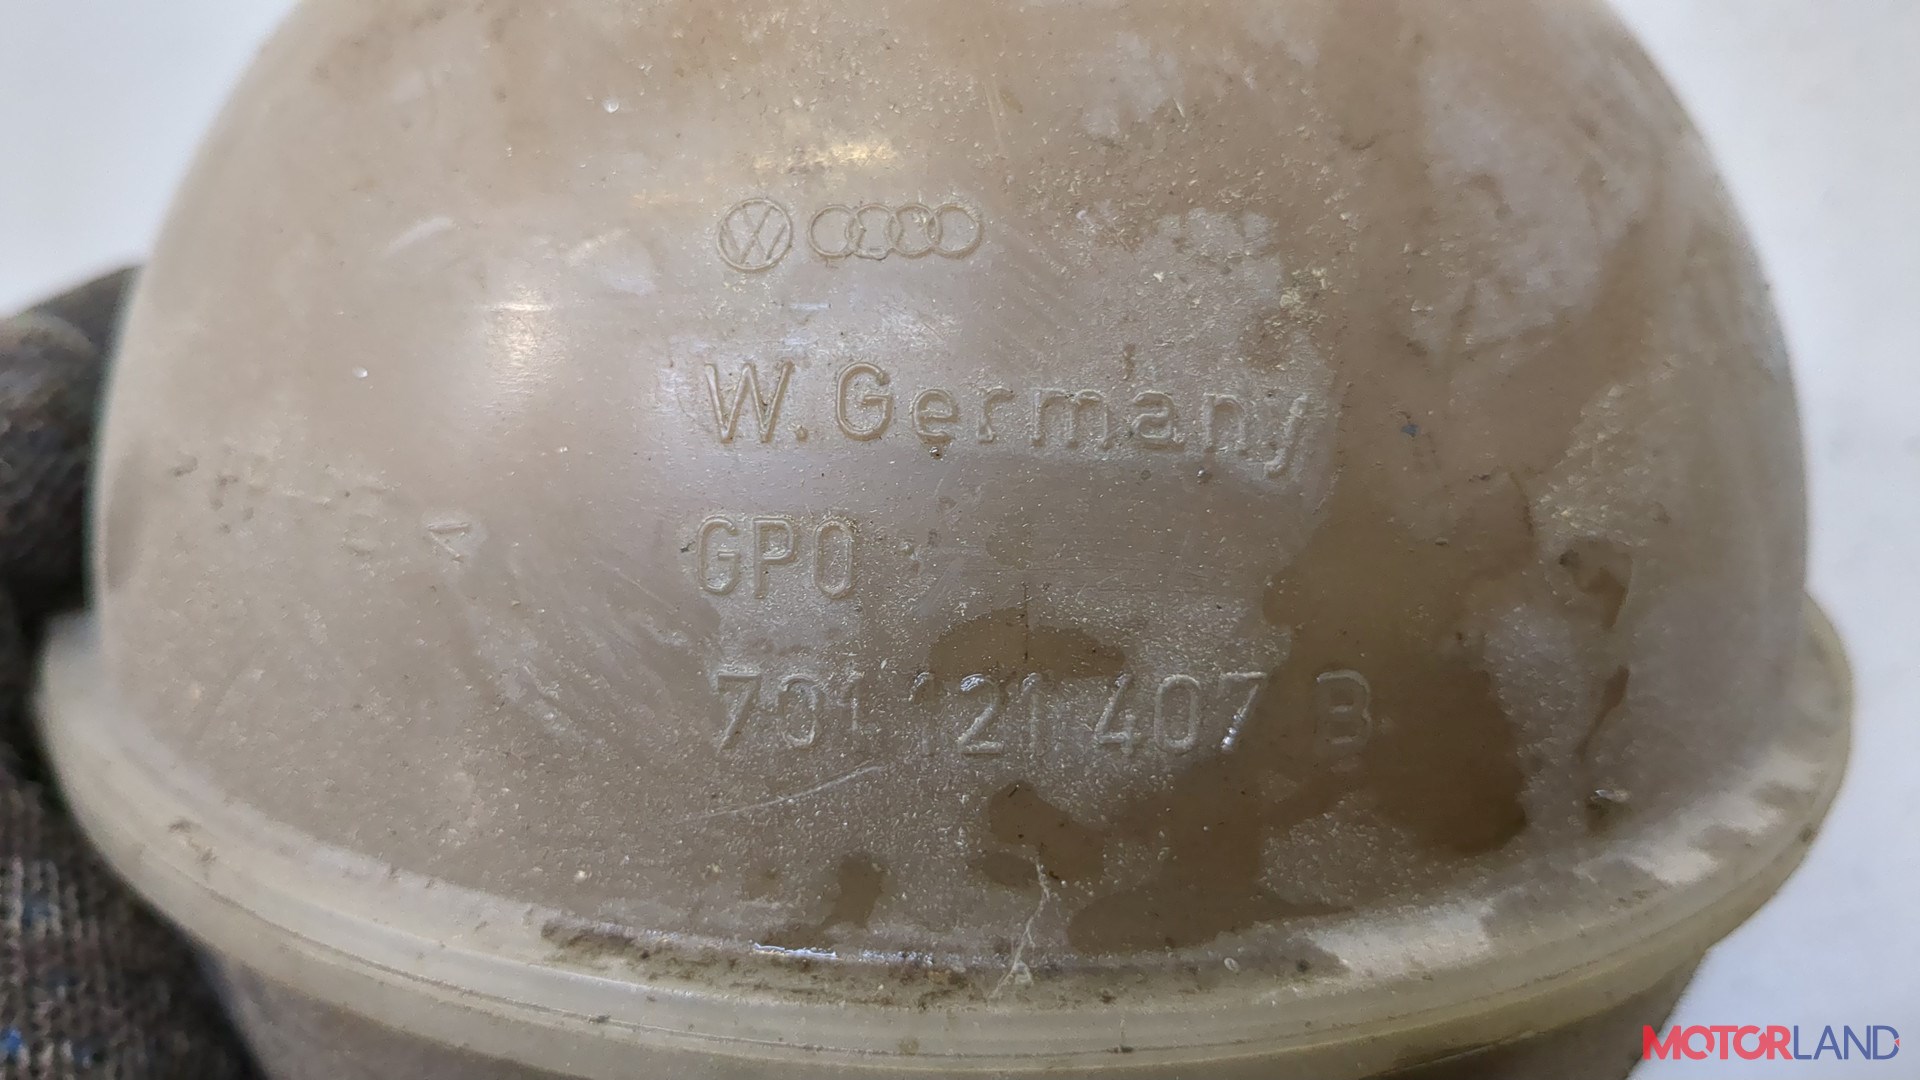 W. Germany
GPO
701 121 407 B
MOTORLAND